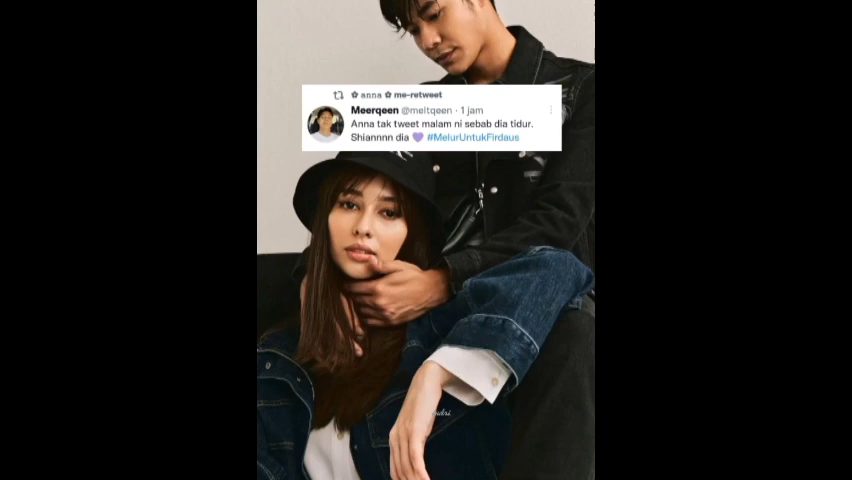 ✿ anna ✿ me-retweet
Meerqeen @meltqeen · 1 jam
Anna tak tweet malam ni sebab dia tidur.
Shiannnn dia 💜 #MelurUntukFirdaus